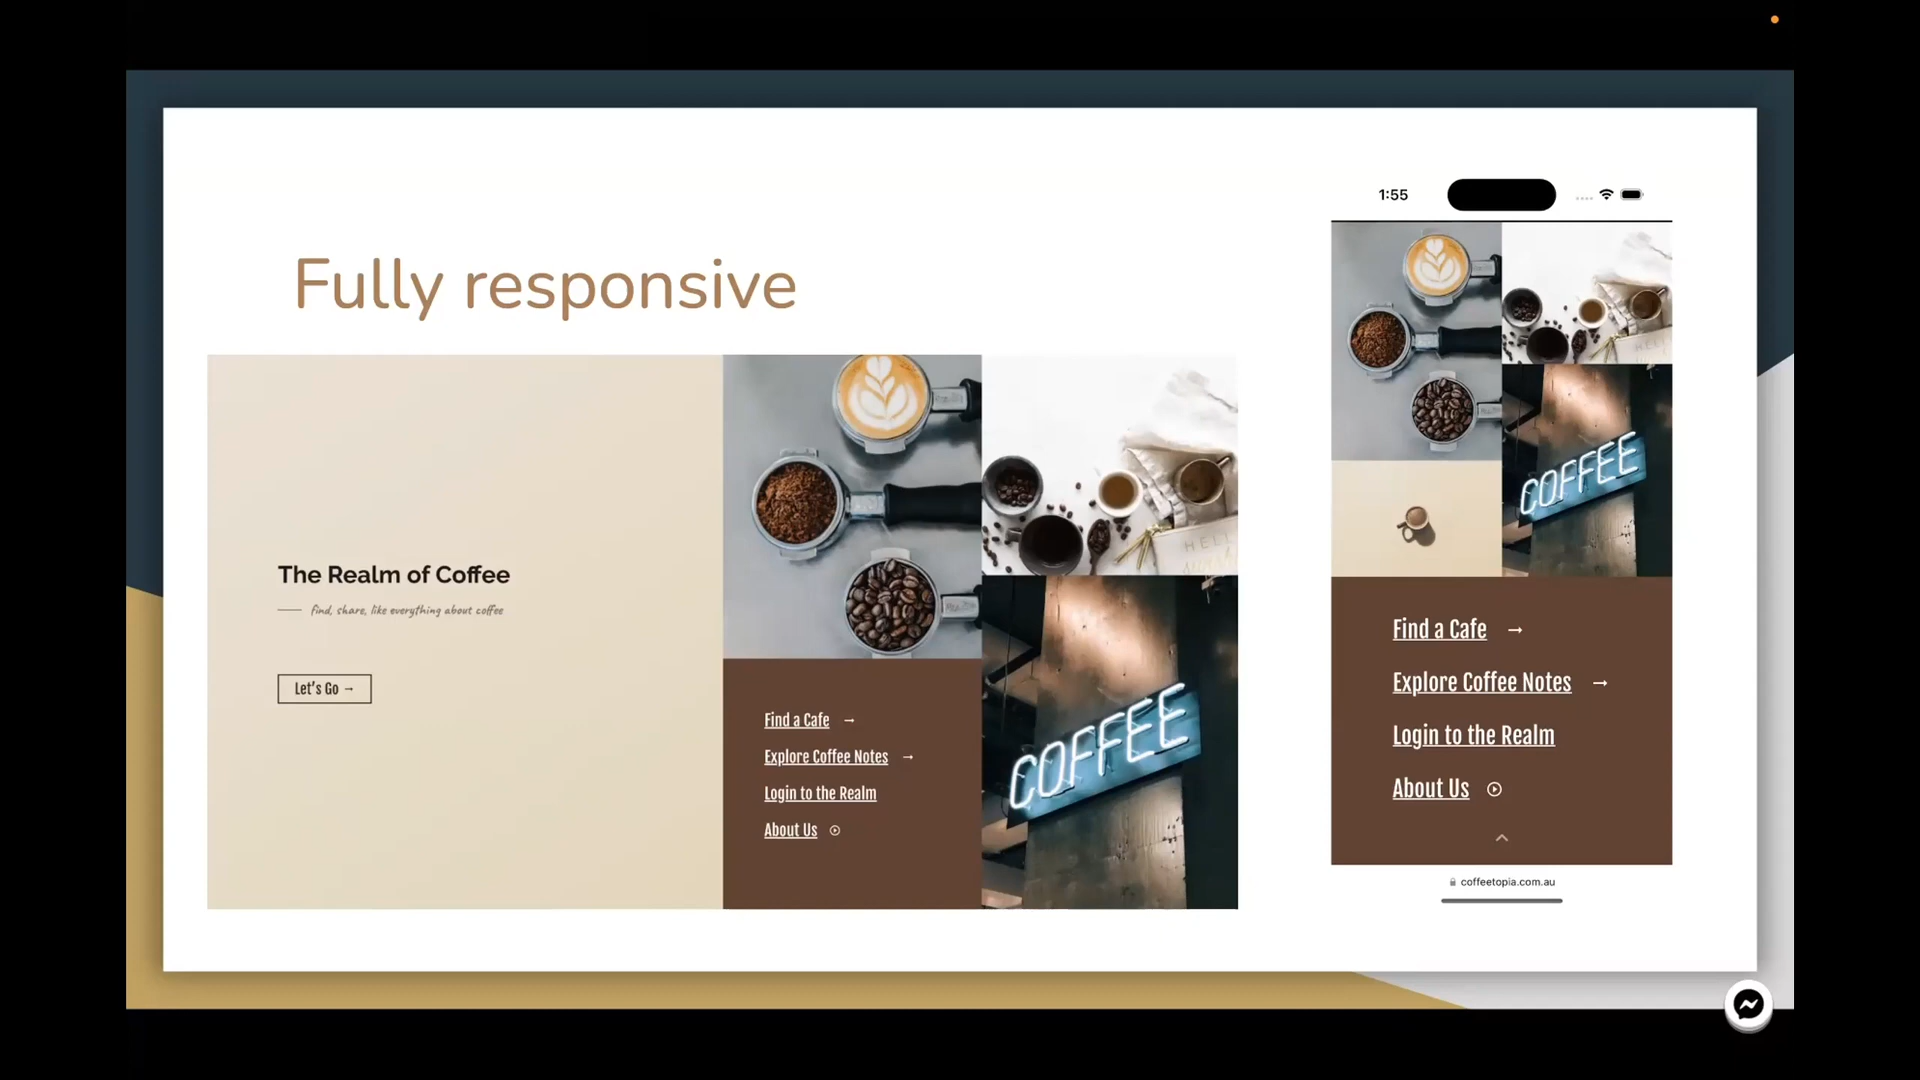 Fully responsive
The Realm of Coffee
find, share, like everything about coffee
Let's Go →
HELL
COFFEE
Find a Cafe →
Explore Coffee Notes →
Login to the Realm
About Us
1:55
COFFEE
Find a Cafe →
Explore Coffee Notes →
Login to the Realm
About Us
coffeetopia.com.au